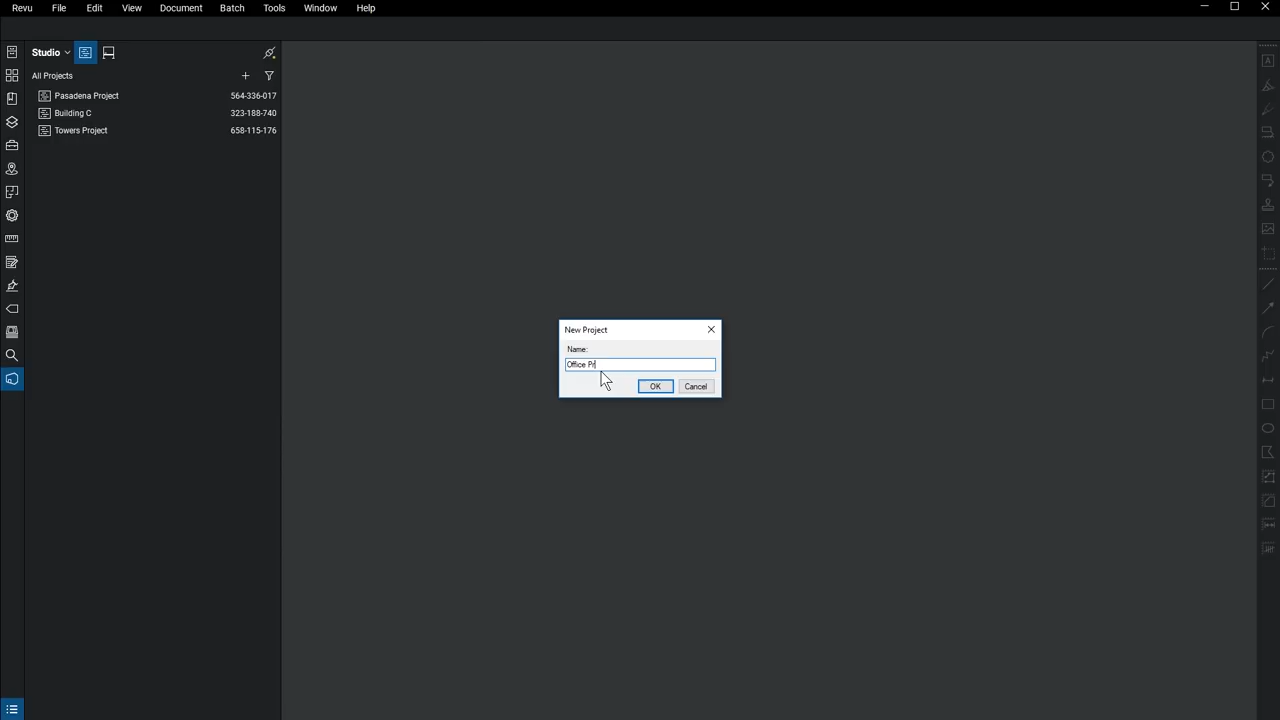 Revu File Edit View Document Batch Tools Window Help
Studio
All Projects
Pasadena Project 564-336-017
Building C 323-188-740
Towers Project 658-115-176
New Project
Name:
Office Pr
OK Cancel